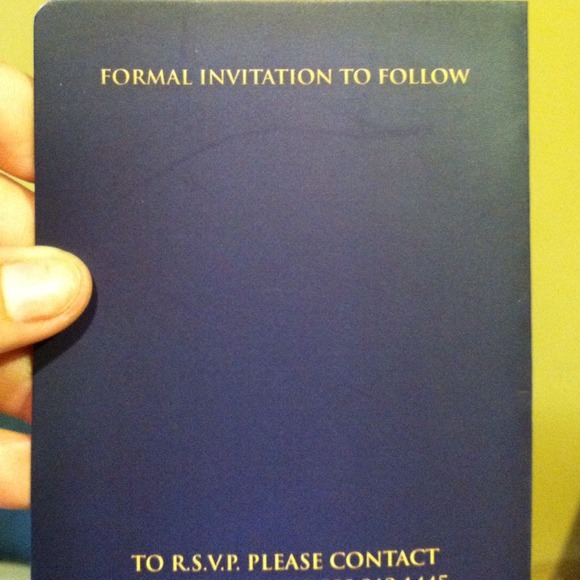 FORMAL INVITATION TO FOLLOW
TO R.S.V.P. PLEASE CONTACT